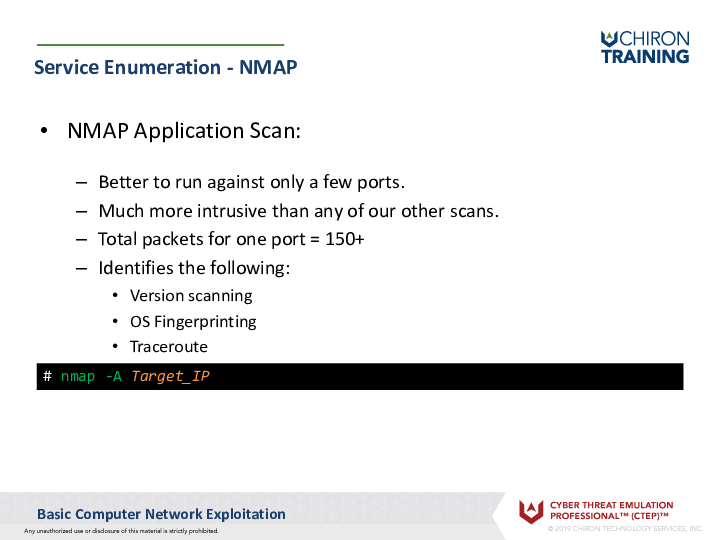 CHIRON
TRAINING
Service Enumeration - NMAP
• NMAP Application Scan:
– Better to run against only a few ports.
– Much more intrusive than any of our other scans.
– Total packets for one port = 150+
– Identifies the following:
• Version scanning
• OS Fingerprinting
• Traceroute
# nmap -A Target_IP
Basic Computer Network Exploitation
CYBER THREAT EMULATION
PROFESSIONAL™ (CTEP)™
Any unauthorized use or disclosure of this material is strictly prohibited.
© 2019 CHIRON TECHNOLOGY SERVICES, INC.